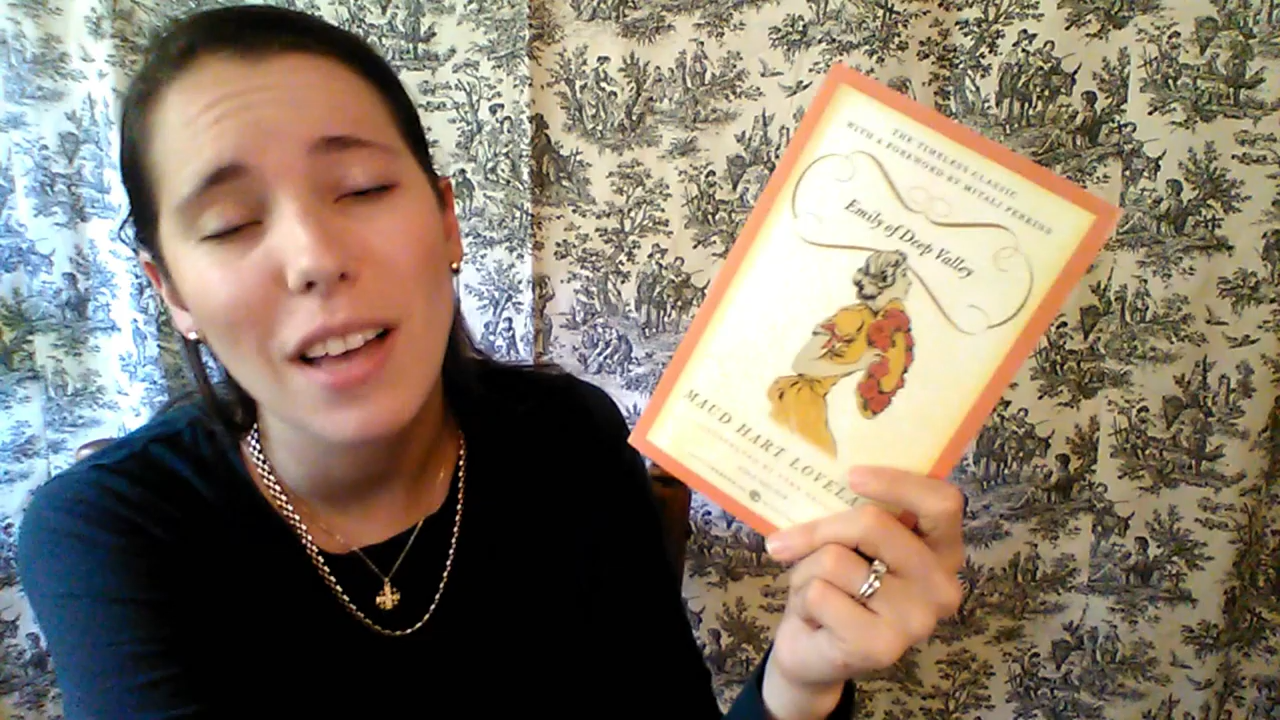 THE TIMELESS CLASSIC
WITH A FOREWORD BY MITALI PERKINS
Emily of Deep Valley
MAUD HART LOVELA